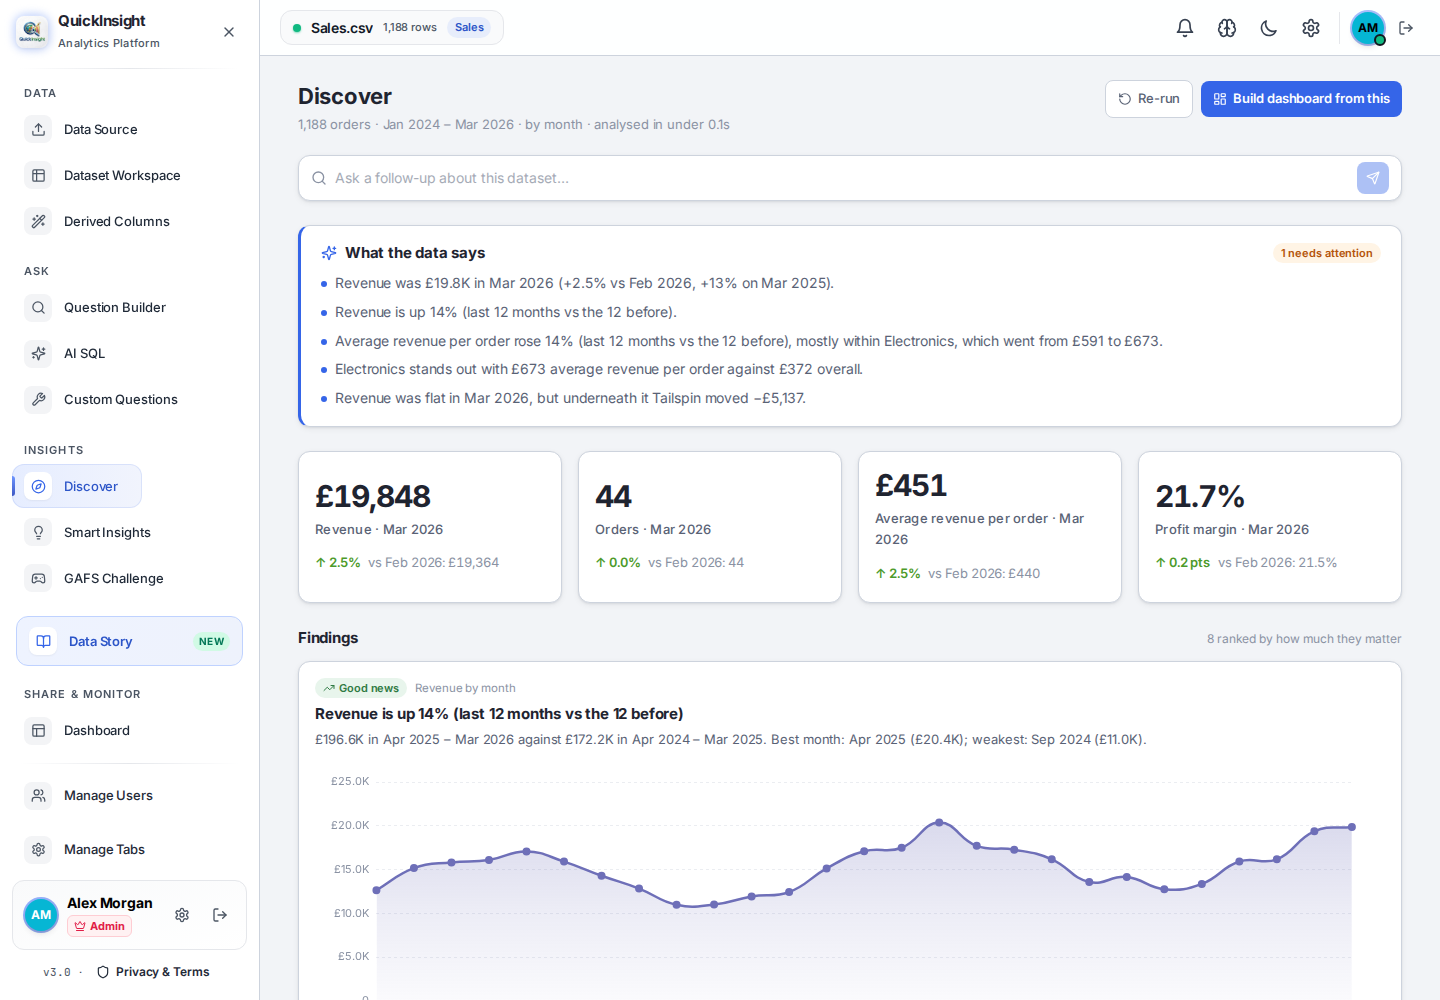 QuickInsight
Analytics Platform
DATA
Data Source
Dataset Workspace
Derived Columns
ASK
Question Builder
AI SQL
Custom Questions
INSIGHTS
Discover
Smart Insights
GAFS Challenge
Data Story NEW
SHARE & MONITOR
Dashboard
Manage Users
Manage Tabs
AM Alex Morgan
Admin
v3.0 · Privacy & Terms
Sales.csv 1,188 rows Sales
AM
Discover
1,188 orders · Jan 2024 – Mar 2026 · by month · analysed in under 0.1s
Re-run
Build dashboard from this
Ask a follow-up about this dataset...
What the data says
1 needs attention
Revenue was £19.8K in Mar 2026 (+2.5% vs Feb 2026, +13% on Mar 2025).
Revenue is up 14% (last 12 months vs the 12 before).
Average revenue per order rose 14% (last 12 months vs the 12 before), mostly within Electronics, which went from £591 to £673.
Electronics stands out with £673 average revenue per order against £372 overall.
Revenue was flat in Mar 2026, but underneath it Tailspin moved −£5,137.
£19,848
Revenue · Mar 2026
↑ 2.5% vs Feb 2026: £19,364
44
Orders · Mar 2026
↑ 0.0% vs Feb 2026: 44
£451
Average revenue per order · Mar
2026
↑ 2.5% vs Feb 2026: £440
21.7%
Profit margin · Mar 2026
↑ 0.2 pts vs Feb 2026: 21.5%
Findings
8 ranked by how much they matter
Good news Revenue by month
Revenue is up 14% (last 12 months vs the 12 before)
£196.6K in Apr 2025 – Mar 2026 against £172.2K in Apr 2024 – Mar 2025. Best month: Apr 2025 (£20.4K); weakest: Sep 2024 (£11.0K).
£25.0K
£20.0K
£15.0K
£10.0K
£5.0K
0